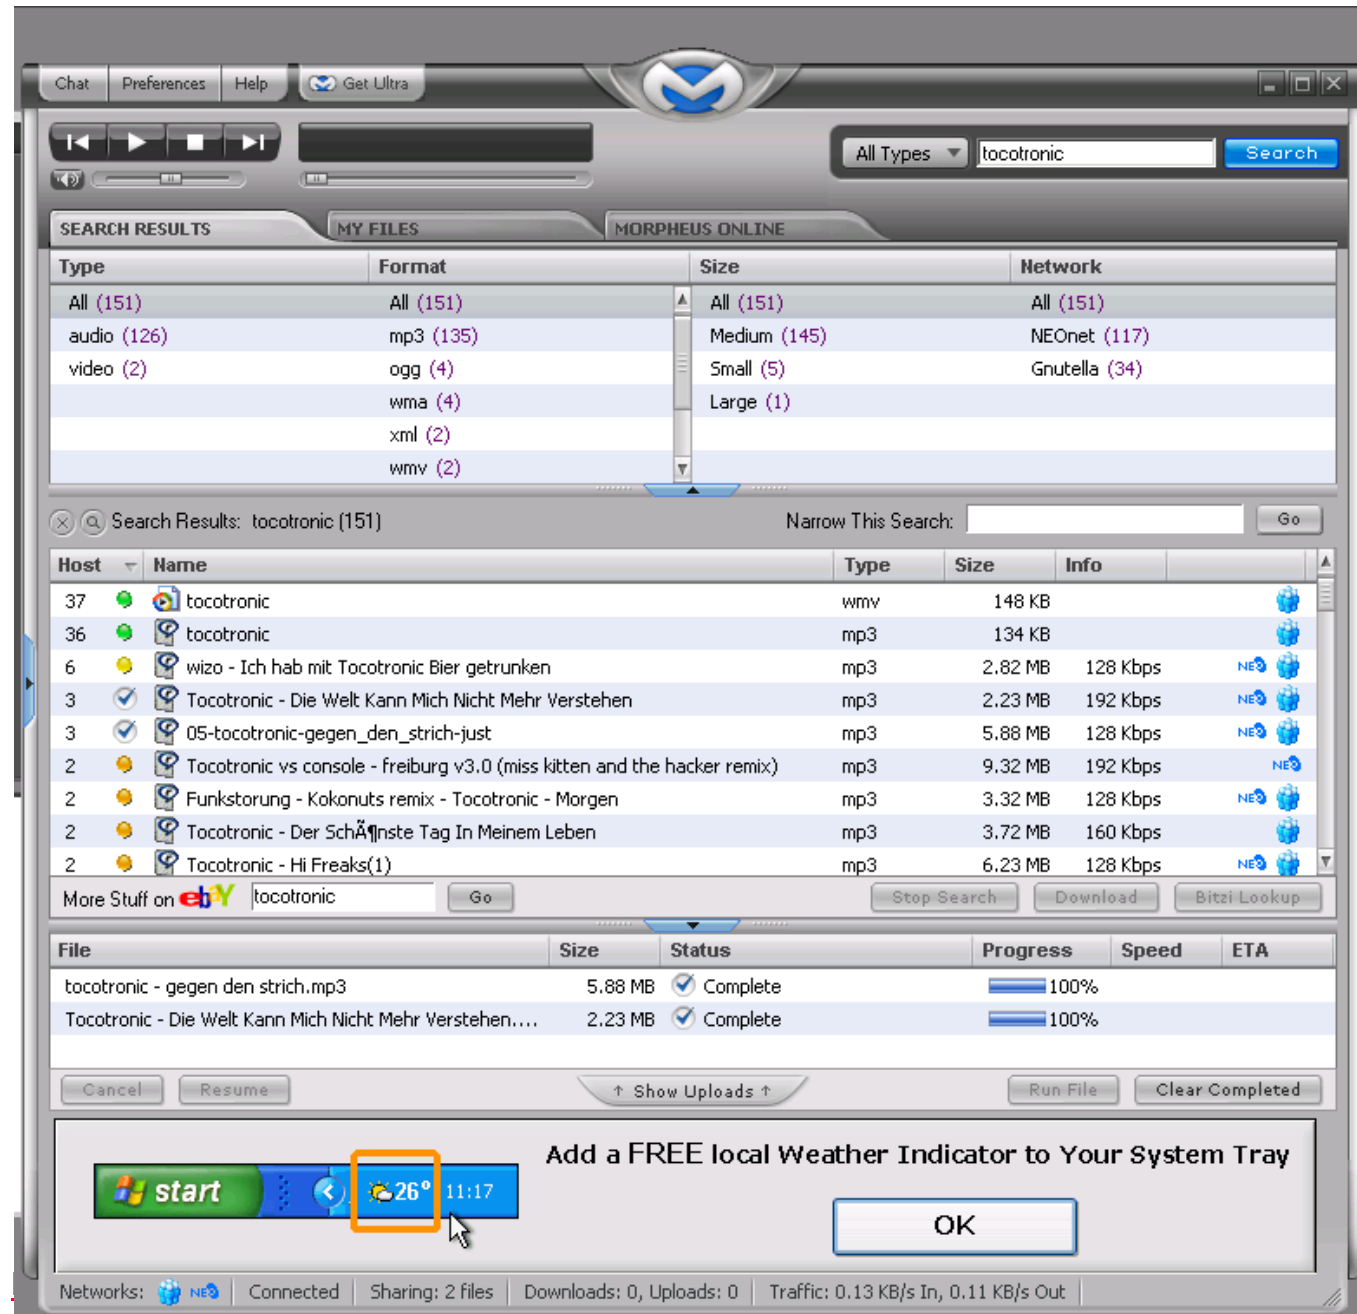 Chat Preferences Help Get Ultra
All Types tocotronic Search
SEARCH RESULTS MY FILES MORPHEUS ONLINE
Type Format Size Network
All (151) All (151) All (151) All (151)
audio (126) mp3 (135) Medium (145) NEOnet (117)
video (2) ogg (4) Small (5) Gnutella (34)
wma (4) Large (1)
xml (2)
wmv (2)
Search Results: tocotronic (151) Narrow This Search: Go
Host Name Type Size Info
37 tocotronic wmv 148 KB
36 tocotronic mp3 134 KB
6 wizo - Ich hab mit Tocotronic Bier getrunken mp3 2.82 MB 128 Kbps NEO
3 Tocotronic - Die Welt Kann Mich Nicht Mehr Verstehen mp3 2.23 MB 192 Kbps NEO
3 05-tocotronic-gegen_den_strich-just mp3 5.88 MB 128 Kbps NEO
2 Tocotronic vs console - freiburg v3.0 (miss kitten and the hacker remix) mp3 9.32 MB 192 Kbps NEO
2 Funkstorung - Kokonuts remix - Tocotronic - Morgen mp3 3.32 MB 128 Kbps NEO
2 Tocotronic - Der SchÃ¶nste Tag In Meinem Leben mp3 3.72 MB 160 Kbps
2 Tocotronic - Hi Freaks(1) mp3 6.23 MB 128 Kbps NEO
More Stuff on ebY tocotronic Go Stop Search Download Bitzi Lookup
File Size Status Progress Speed ETA
tocotronic - gegen den strich.mp3 5.88 MB Complete 100%
Tocotronic - Die Welt Kann Mich Nicht Mehr Verstehen.... 2.23 MB Complete 100%
Cancel Resume ↑ Show Uploads ↑ Run File Clear Completed
Add a FREE local Weather Indicator to Your System Tray
start 26° 11:17
OK
Networks: NEO Connected Sharing: 2 files Downloads: 0, Uploads: 0 Traffic: 0.13 KB/s In, 0.11 KB/s Out